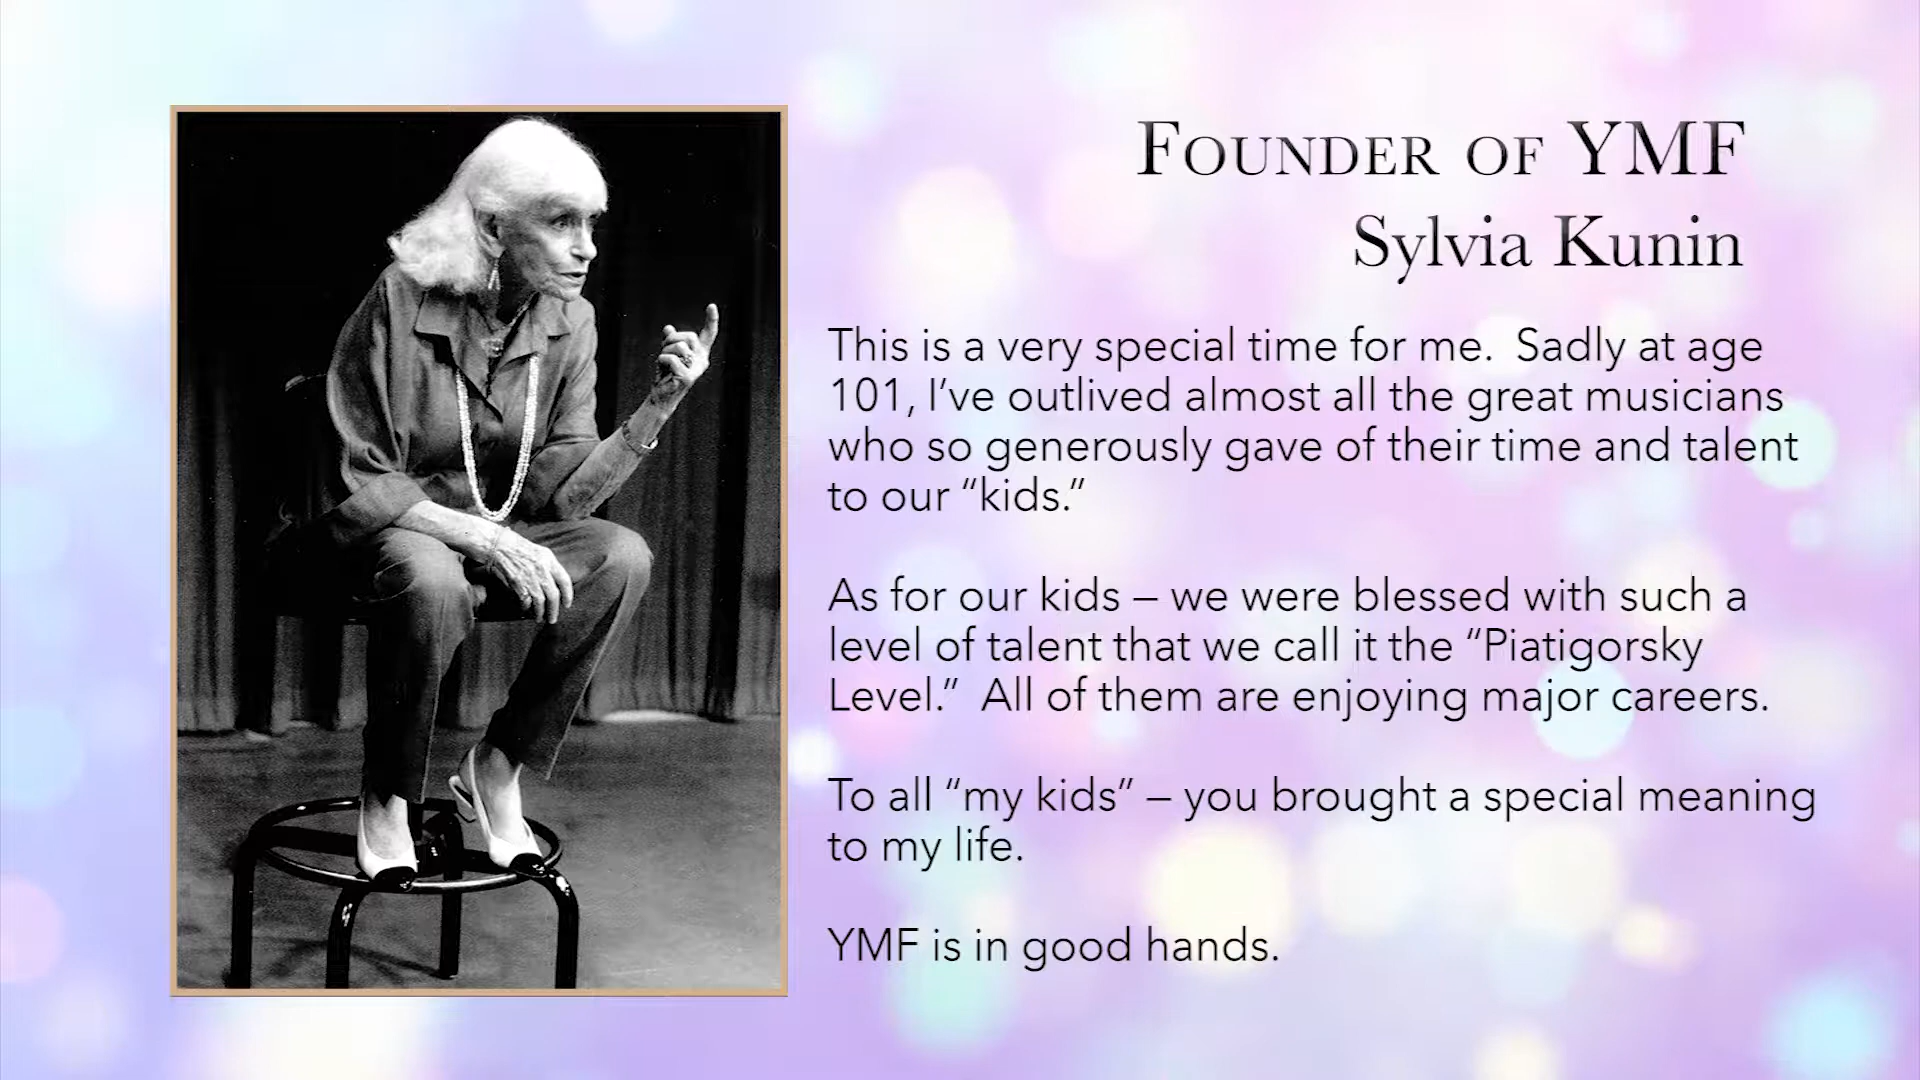 Founder of YMF
Sylvia Kunin
This is a very special time for me.  Sadly at age
101, I’ve outlived almost all the great musicians
who so generously gave of their time and talent
to our “kids.”
As for our kids – we were blessed with such a
level of talent that we call it the “Piatigorsky
Level.”  All of them are enjoying major careers.
To all “my kids” – you brought a special meaning
to my life.
YMF is in good hands.